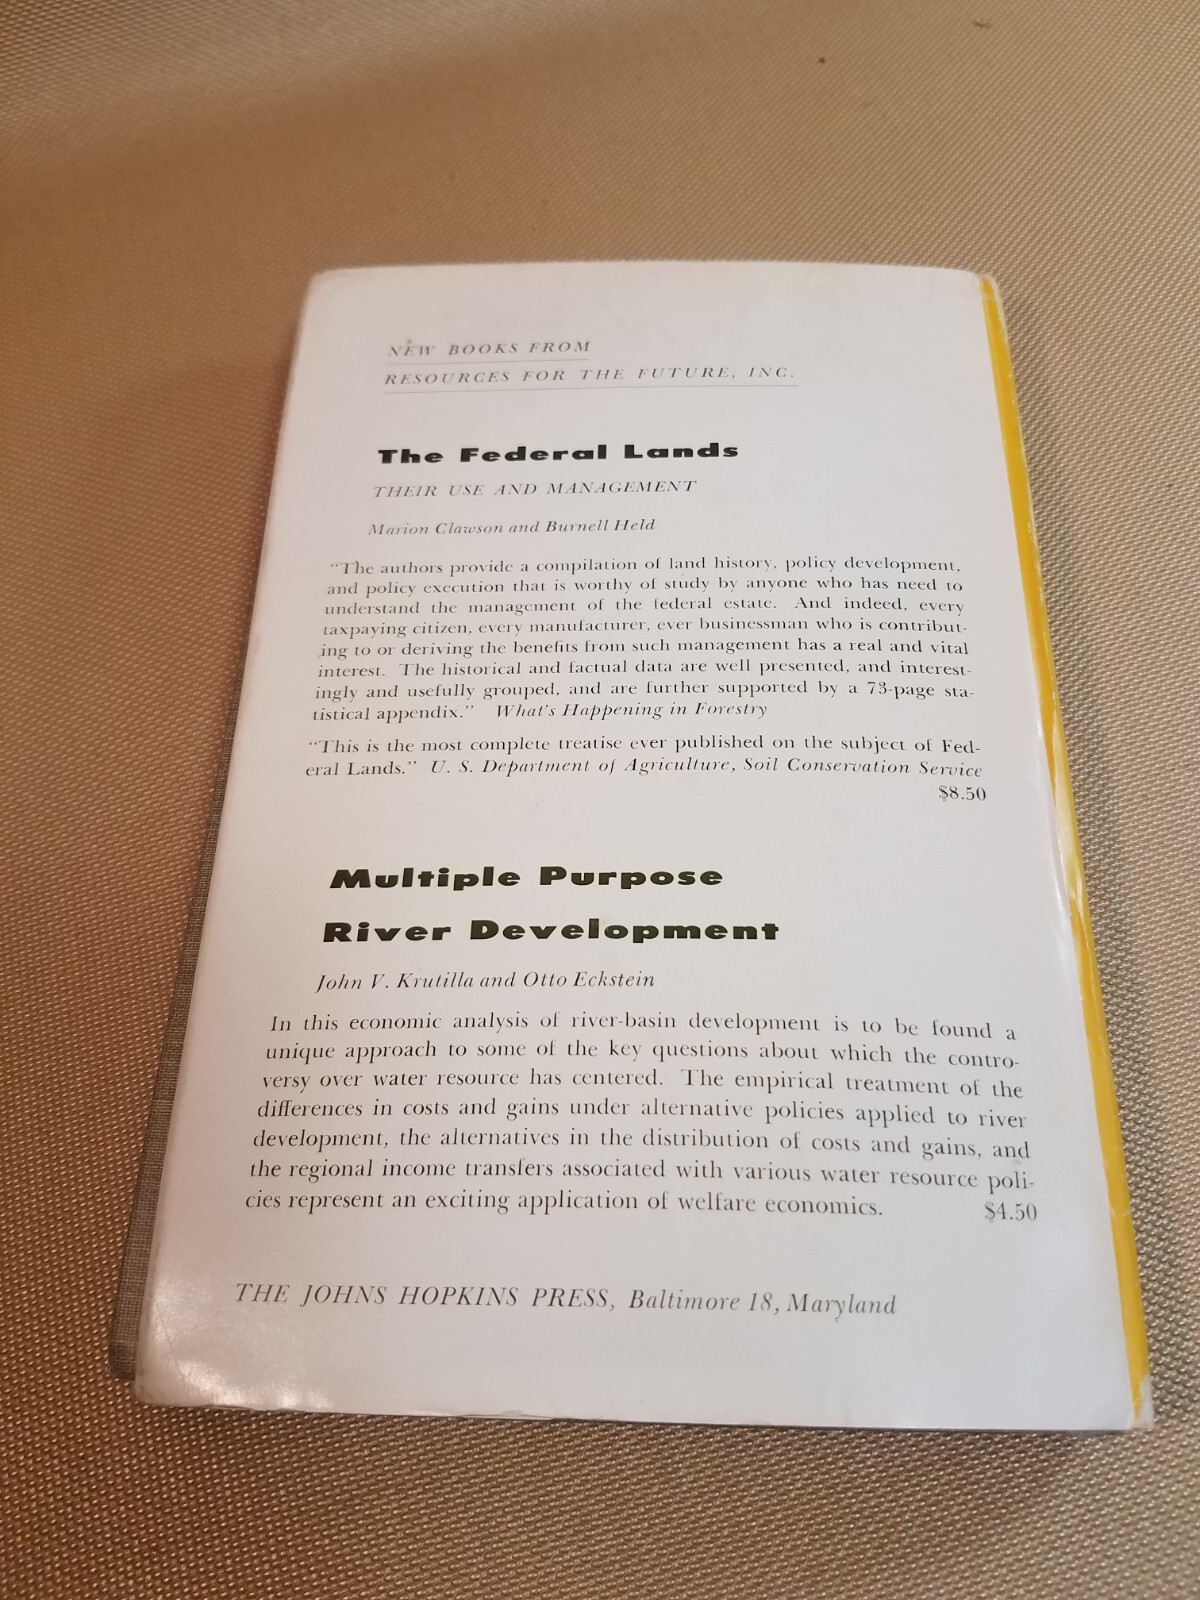 NEW BOOKS FROM
RESOURCES FOR THE FUTURE, INC.
The Federal Lands
THEIR USE AND MANAGEMENT
Marion Clawson and Burnell Held
"The authors provide a compilation of land history, policy development,
and policy execution that is worthy of study by anyone who has need to
understand the management of the federal estate. And indeed, every
taxpaying citizen, every manufacturer, ever businessman who is contribut-
ing to or deriving the benefits from such management has a real and vital
interest. The historical and factual data are well presented, and interest-
ingly and usefully grouped, and are further supported by a 73-page sta-
tistical appendix." What's Happening in Forestry
"This is the most complete treatise ever published on the subject of Fed-
eral Lands." U. S. Department of Agriculture, Soil Conservation Service
$8.50
Multiple Purpose
River Development
John V. Krutilla and Otto Eckstein
In this economic analysis of river-basin development is to be found a
unique approach to some of the key questions about which the contro-
versy over water resource has centered. The empirical treatment of the
differences in costs and gains under alternative policies applied to river
development, the alternatives in the distribution of costs and gains, and
the regional income transfers associated with various water resource poli-
cies represent an exciting application of welfare economics. $4.50
THE JOHNS HOPKINS PRESS, Baltimore 18, Maryland